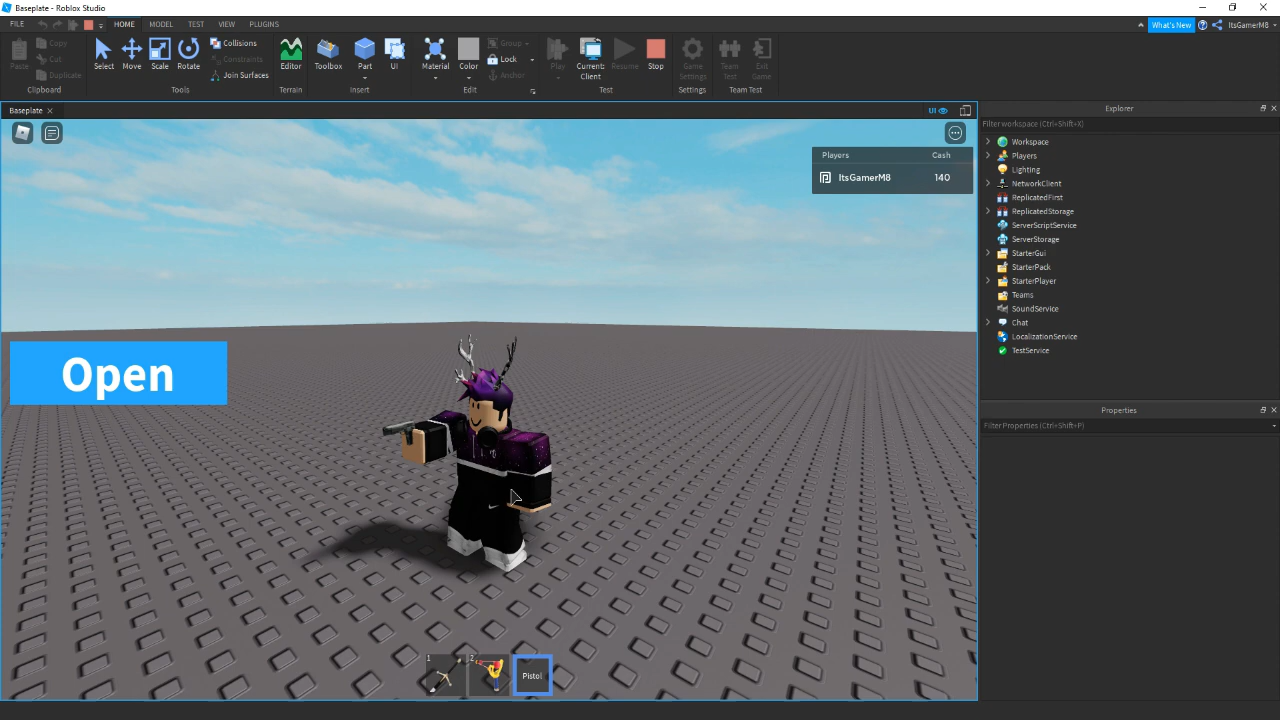 Baseplate - Roblox Studio
FILE HOME MODEL TEST VIEW PLUGINS What's New ItsGamerM8
Paste Copy Cut Duplicate Select Move Scale Rotate Collisions Constraints Join Surfaces Editor Toolbox Part UI Material Color Group Lock Anchor Play Current: Client Resume Stop Game Settings Team Test Exit Game
Clipboard Tools Terrain Insert Edit Test Settings Team Test
Baseplate UI
Players Cash
ItsGamerM8 140
Open
1 2 Pistol
Explorer
Filter workspace (Ctrl+Shift+X)
Workspace
Players
Lighting
NetworkClient
ReplicatedFirst
ReplicatedStorage
ServerScriptService
ServerStorage
StarterGui
StarterPack
StarterPlayer
Teams
SoundService
Chat
LocalizationService
TestService
Properties
Filter Properties (Ctrl+Shift+P)